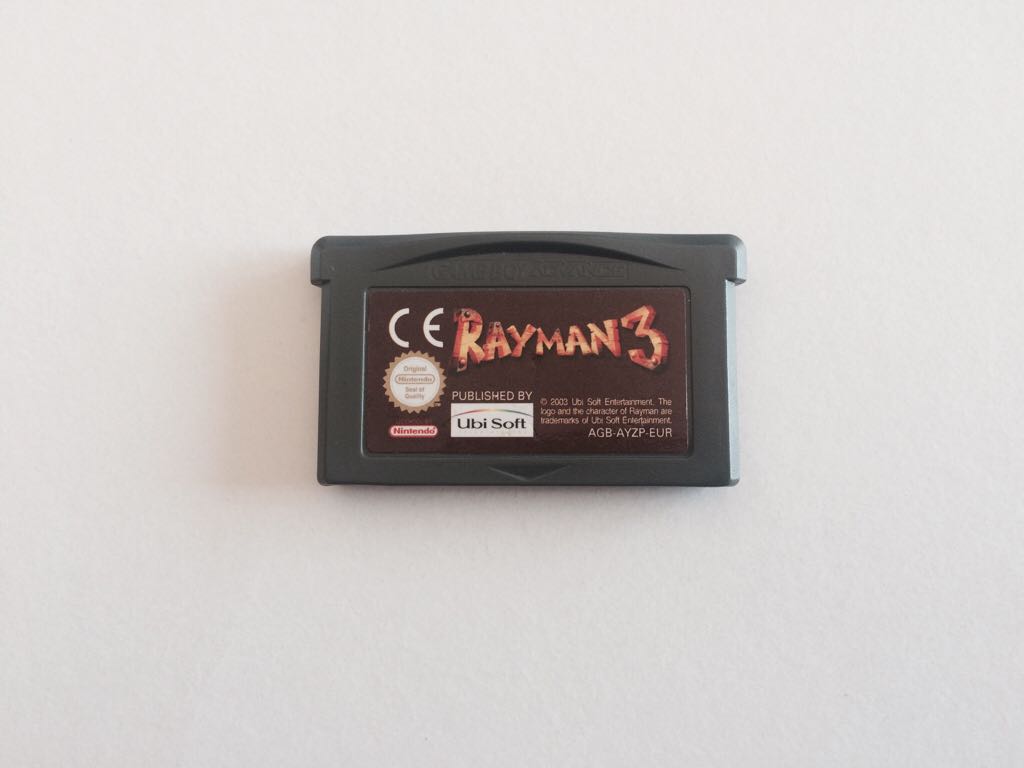 GAME BOY ADVANCE
CE
RAYMAN 3
Original
Nintendo
Seal of
Quality
TM
Nintendo
PUBLISHED BY
Ubi Soft
© 2003 Ubi Soft Entertainment. The
logo and the character of Rayman are
trademarks of Ubi Soft Entertainment.
AGB-AYZP-EUR